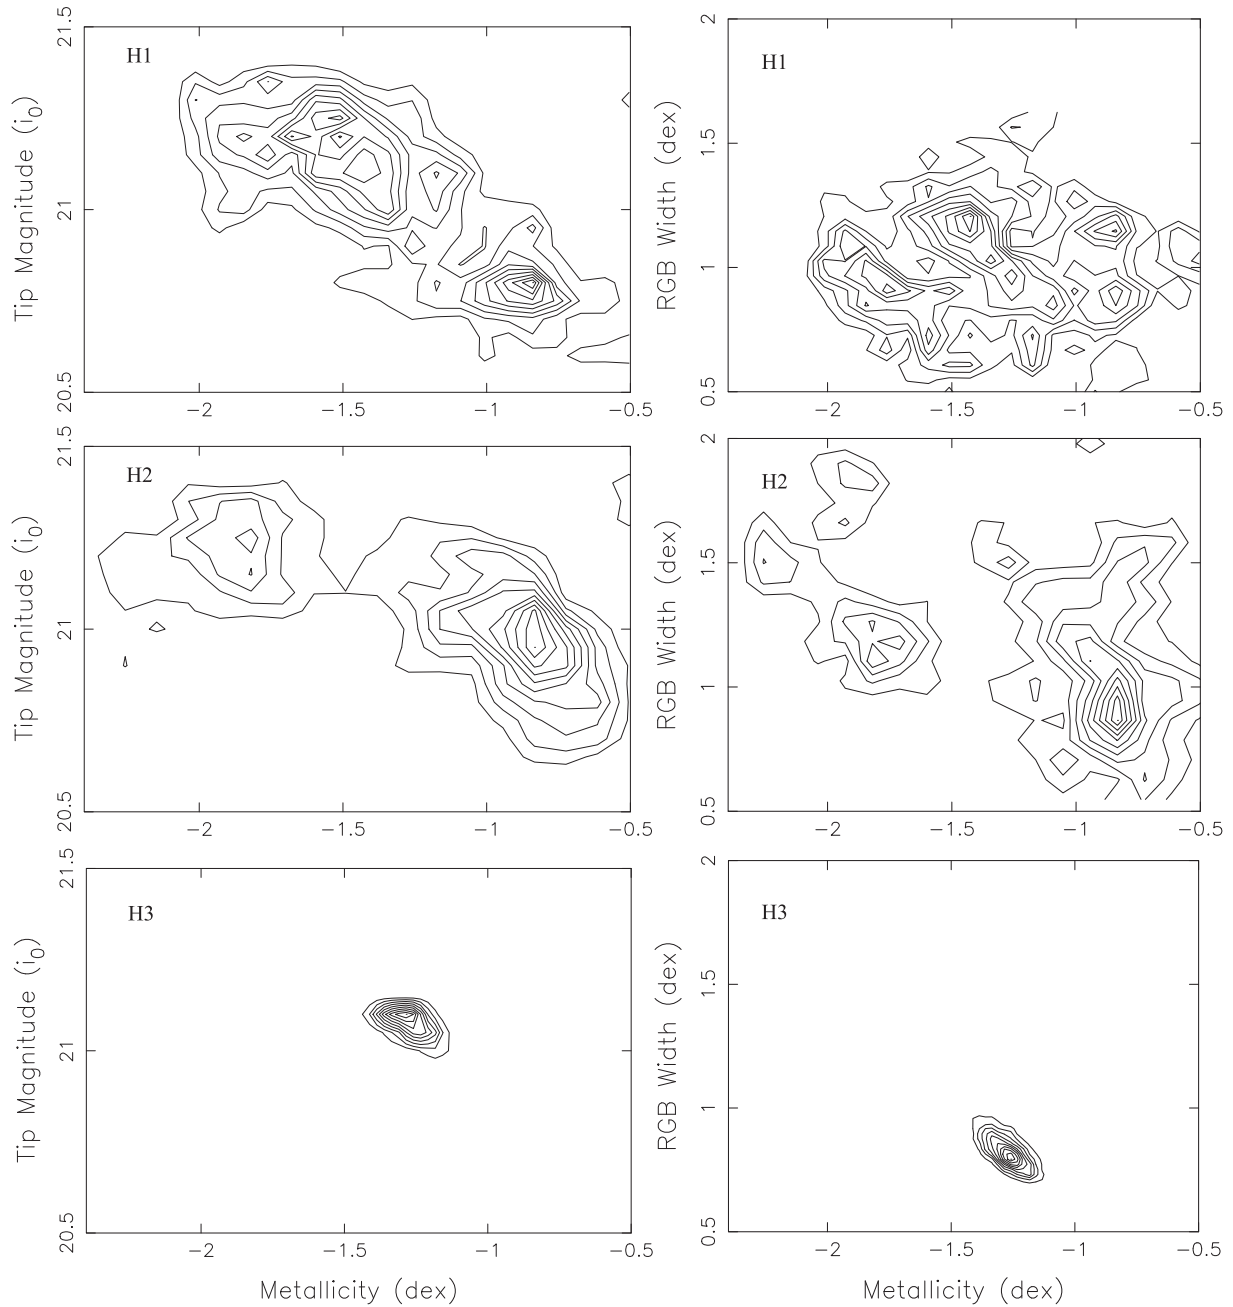 H1
Tip Magnitude (i0)
21.5
21
20.5
−2 −1.5 −1 −0.5
H1
RGB Width (dex)
2
1.5
1
0.5
−2 −1.5 −1 −0.5
H2
Tip Magnitude (i0)
21.5
21
20.5
−2 −1.5 −1 −0.5
H2
RGB Width (dex)
2
1.5
1
0.5
−2 −1.5 −1 −0.5
H3
Tip Magnitude (i0)
21.5
21
20.5
−2 −1.5 −1 −0.5
Metallicity (dex)
H3
RGB Width (dex)
2
1.5
1
0.5
−2 −1.5 −1 −0.5
Metallicity (dex)